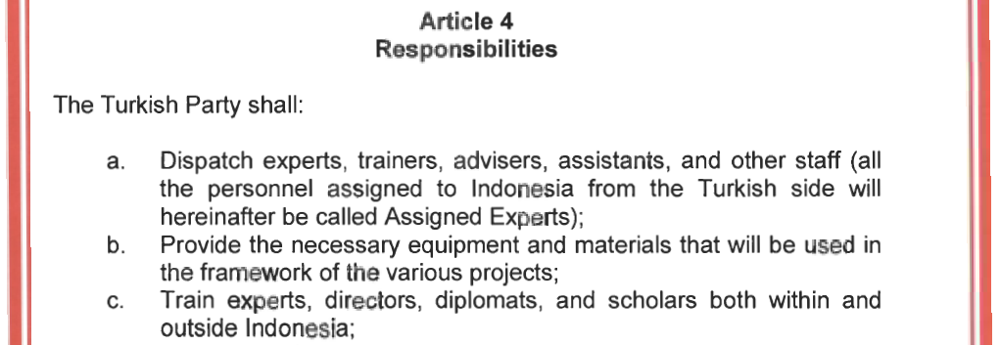 Article 4
Responsibilities
The Turkish Party shall:
a. Dispatch experts, trainers, advisers, assistants, and other staff (all
the personnel assigned to Indonesia from the Turkish side will
hereinafter be called Assigned Experts);
b. Provide the necessary equipment and materials that will be used in
the framework of the various projects;
c. Train experts, directors, diplomats, and scholars both within and
outside Indonesia;